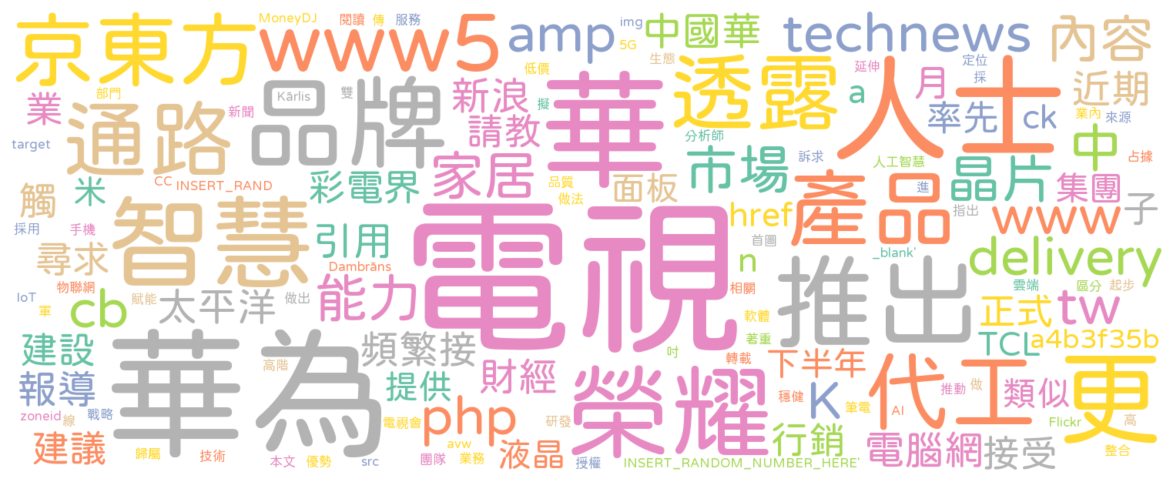 京東方
www5
MoneyDJ
閱讀
傳
服務
amp
img
5G
中國華
生態
technews
定位
採
內容
部門
業
通路
新聞
品牌
Kārlis
雙
新浪
請教
低價
擬
華
透露
分析師
延伸
a
月
人士
率先
ck
近期
業內
來源
target
米
CC
INSERT_RAND
彩電界
家居
品質
做法
面板
市場
訴求
人工智慧
進
晶片
中
占據
集團
觸
採用
手機
智慧
引用
Dambrāns
電視
href
首圖
產品
指出
www
子
尋求
物聯網
IoT
軍
cb
賦能
太平洋
做出
能力
n
相關
軟體
_blank'
推出
delivery
雲端
區分
起步
正式
tw
建設
華為
高階
頻繁接
提供
財經
吋
著重
轉載
下半年
TCL
a4b3f35b
報導
zoneid
線
戰略
電視會
php
榮耀
穩健
K
筆電
代工
推動
AI
做
類似
Flickr
更
高
建議
歸屬
技術
本文
優勢
src
avw
團隊
業務
液晶
研發
授權
INSERT_RANDOM_NUMBER_HERE'
行銷
電腦網
接受
整合